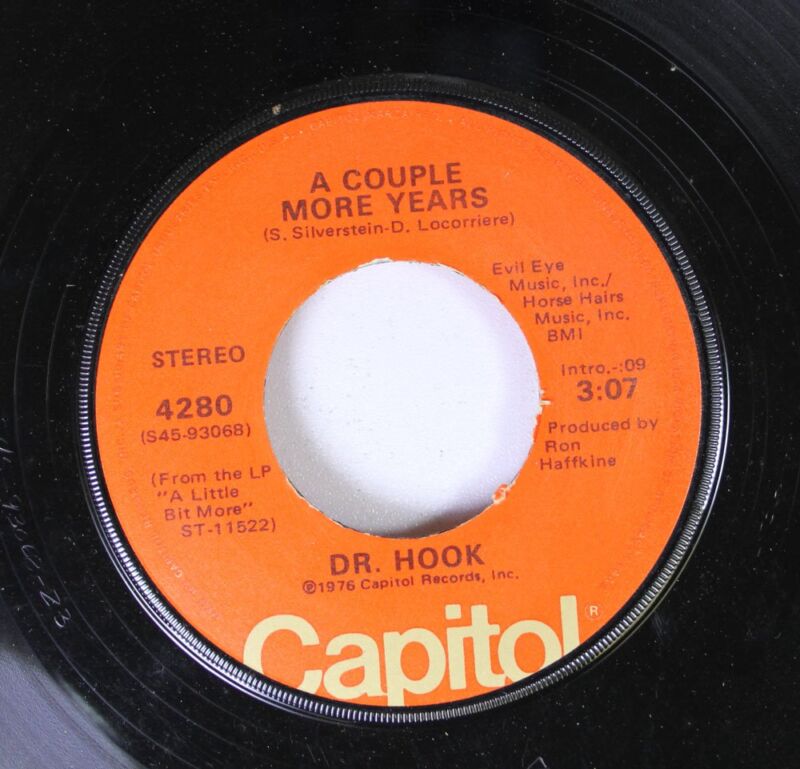 A COUPLE
MORE YEARS
(S. Silverstein-D. Locorriere)
Evil Eye
Music, Inc./
Horse Hairs
Music, Inc.
BMI
STEREO
Intro.-:09
3:07
4280
(S45-93068)
Produced by
Ron
Haffkine
(From the LP
"A Little
Bit More"
ST-11522)
DR. HOOK
℗1976 Capitol Records, Inc.
Capitol®